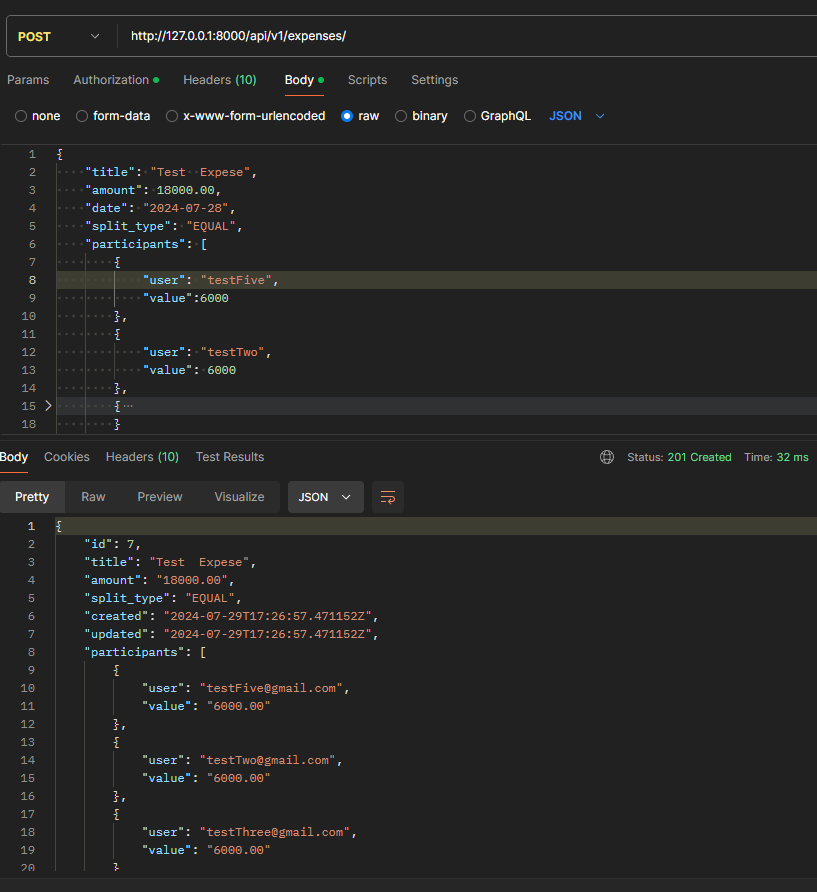 POST http://127.0.0.1:8000/api/v1/expenses/
Params Authorization Headers (10) Body Scripts Settings
none form-data x-www-form-urlencoded raw binary GraphQL JSON
1 {
2 "title": "Test  Expese",
3 "amount": 18000.00,
4 "date": "2024-07-28",
5 "split_type": "EQUAL",
6 "participants": [
7 {
8 "user": "testFive",
9 "value":6000
10 },
11 {
12 "user": "testTwo",
13 "value": 6000
14 },
15 { ...
18 }
Body Cookies Headers (10) Test Results Status: 201 Created Time: 32 ms
Pretty Raw Preview Visualize JSON
1 {
2 "id": 7,
3 "title": "Test  Expese",
4 "amount": "18000.00",
5 "split_type": "EQUAL",
6 "created": "2024-07-29T17:26:57.471152Z",
7 "updated": "2024-07-29T17:26:57.471152Z",
8 "participants": [
9 {
10 "user": "testFive@gmail.com",
11 "value": "6000.00"
12 },
13 {
14 "user": "testTwo@gmail.com",
15 "value": "6000.00"
16 },
17 {
18 "user": "testThree@gmail.com",
19 "value": "6000.00"
20 }